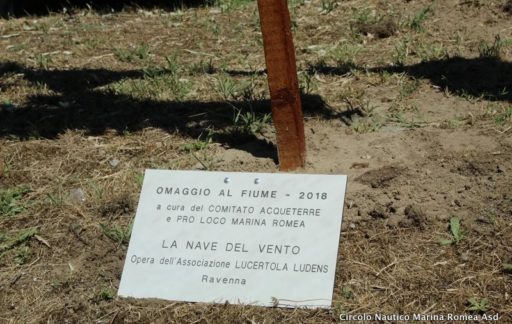 OMAGGIO AL FIUME - 2018
a cura del COMITATO ACQUETERRE
e PRO LOCO MARINA ROMEA
LA NAVE DEL VENTO
Opera dell'Associazione LUCERTOLA LUDENS
Ravenna
Circolo Nautico Marina Romea Asd